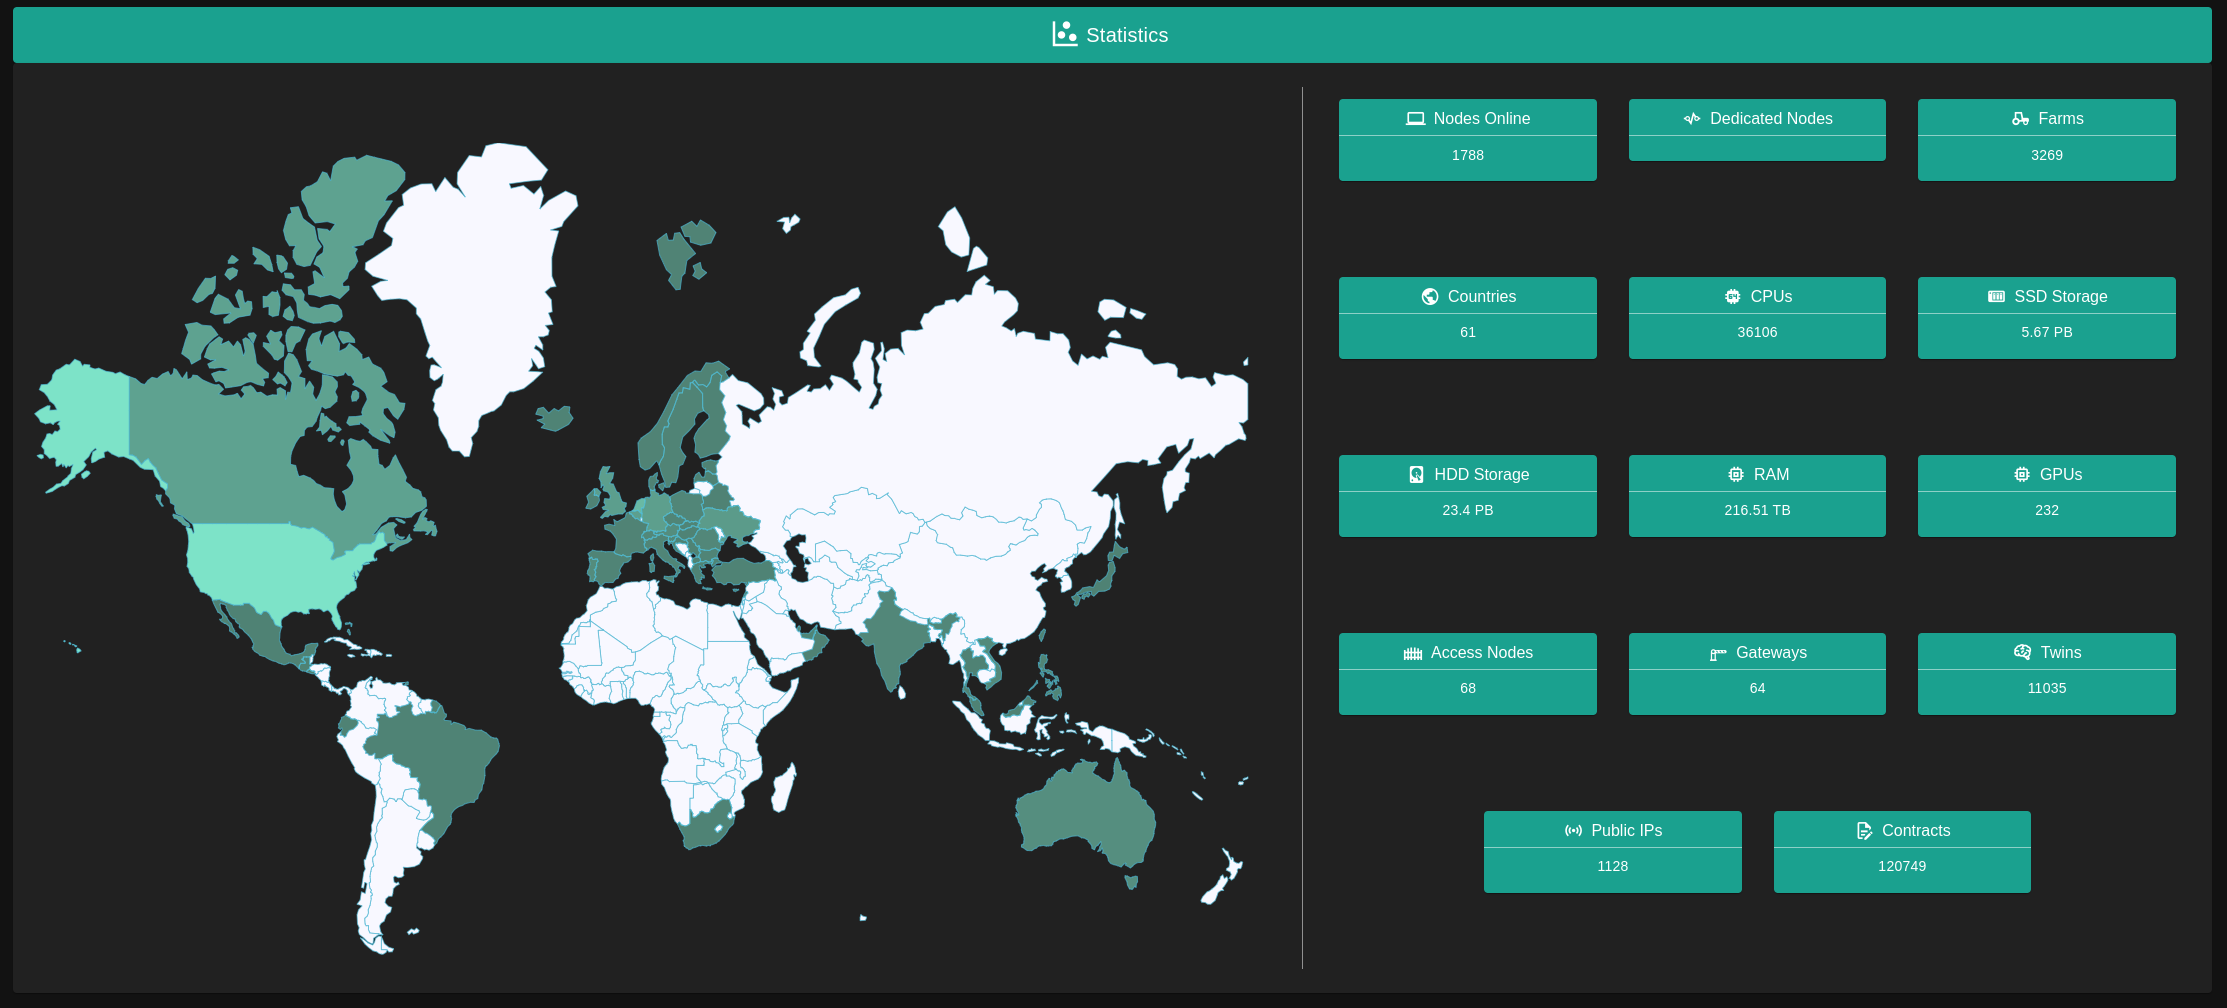 Statistics
Nodes Online
1788
Dedicated Nodes
Farms
3269
Countries
61
CPUs
36106
SSD Storage
5.67 PB
HDD Storage
23.4 PB
RAM
216.51 TB
GPUs
232
Access Nodes
68
Gateways
64
Twins
11035
Public IPs
1128
Contracts
120749